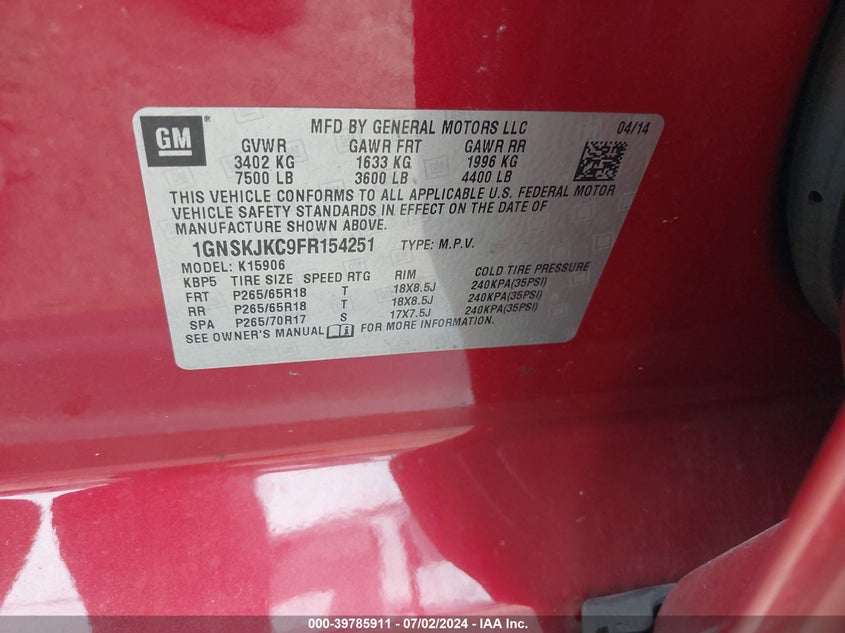 GM®
MFD BY GENERAL MOTORS LLC 04/14
GVWR GAWR FRT GAWR RR
3402 KG 1633 KG 1996 KG
7500 LB 3600 LB 4400 LB
THIS VEHICLE CONFORMS TO ALL APPLICABLE U.S. FEDERAL MOTOR
VEHICLE SAFETY STANDARDS IN EFFECT ON THE DATE OF
MANUFACTURE SHOWN ABOVE.
1GNSKJKC9FR154251 TYPE: M.P.V.
MODEL: K15906
KBP5 TIRE SIZE SPEED RTG RIM COLD TIRE PRESSURE
FRT P265/65R18 T 18X8.5J 240KPA(35PSI)
RR P265/65R18 T 18X8.5J 240KPA(35PSI)
SPA P265/70R17 S 17X7.5J 240KPA(35PSI)
SEE OWNER'S MANUAL FOR MORE INFORMATION.
000-39785911 - 07/02/2024 - IAA Inc.